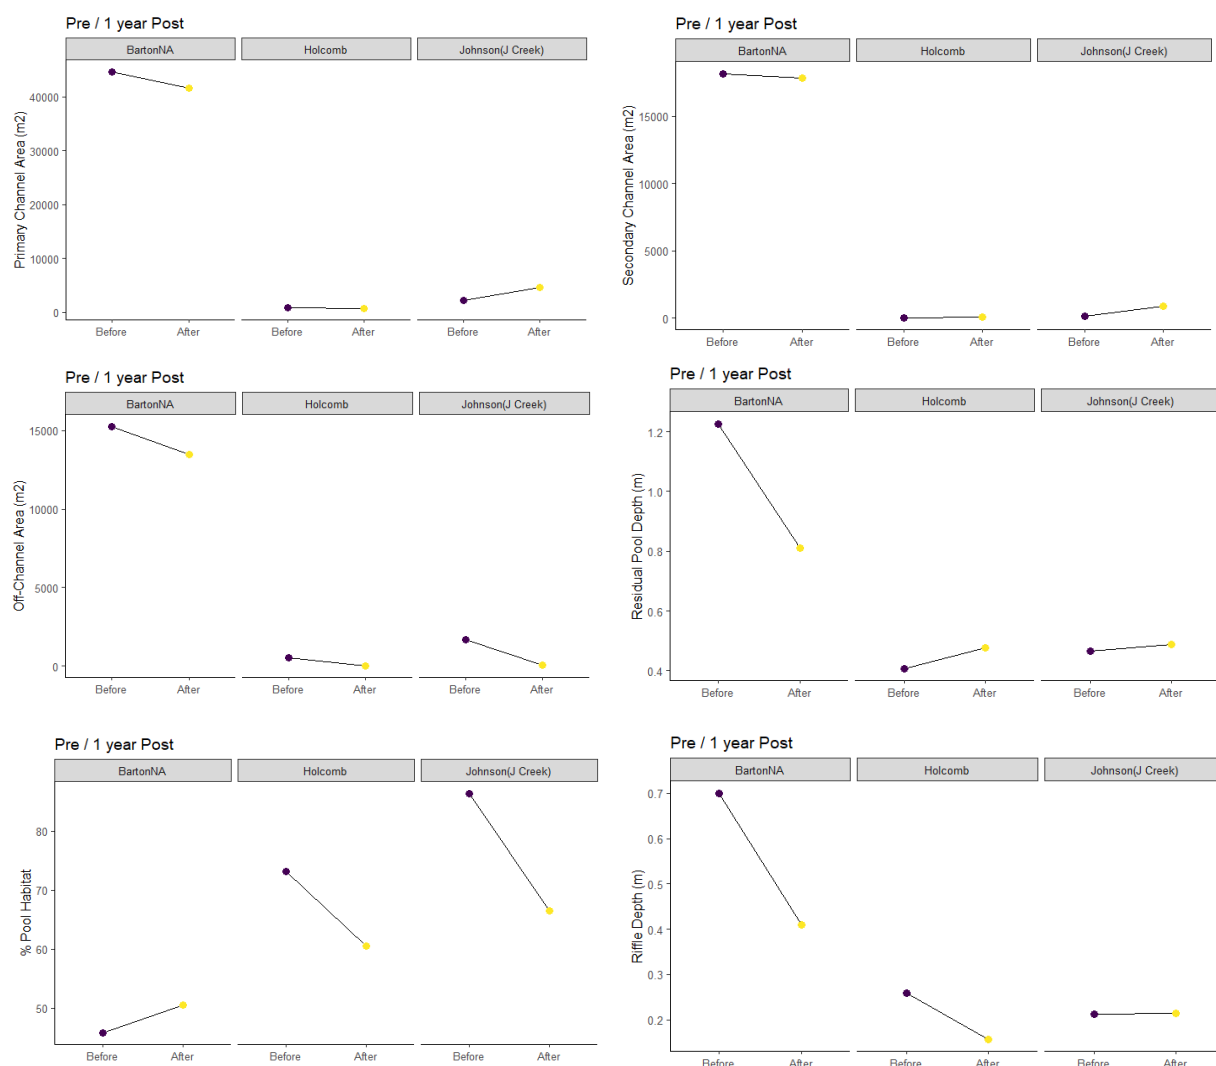 Pre / 1 year Post
BartonNA Holcomb Johnson(J Creek)
Primary Channel Area (m2)
40000
30000
20000
10000
0
Before After Before After Before After
Pre / 1 year Post
BartonNA Holcomb Johnson(J Creek)
Secondary Channel Area (m2)
15000
10000
5000
0
Before After Before After Before After
Pre / 1 year Post
BartonNA Holcomb Johnson(J Creek)
Off-Channel Area (m2)
15000
10000
5000
0
Before After Before After Before After
Pre / 1 year Post
BartonNA Holcomb Johnson(J Creek)
Residual Pool Depth (m)
1.2
1.0
0.8
0.6
0.4
Before After Before After Before After
Pre / 1 year Post
BartonNA Holcomb Johnson(J Creek)
% Pool Habitat
80
70
60
50
Before After Before After Before After
Pre / 1 year Post
BartonNA Holcomb Johnson(J Creek)
Riffle Depth (m)
0.7
0.6
0.5
0.4
0.3
0.2
Before After Before After Before After